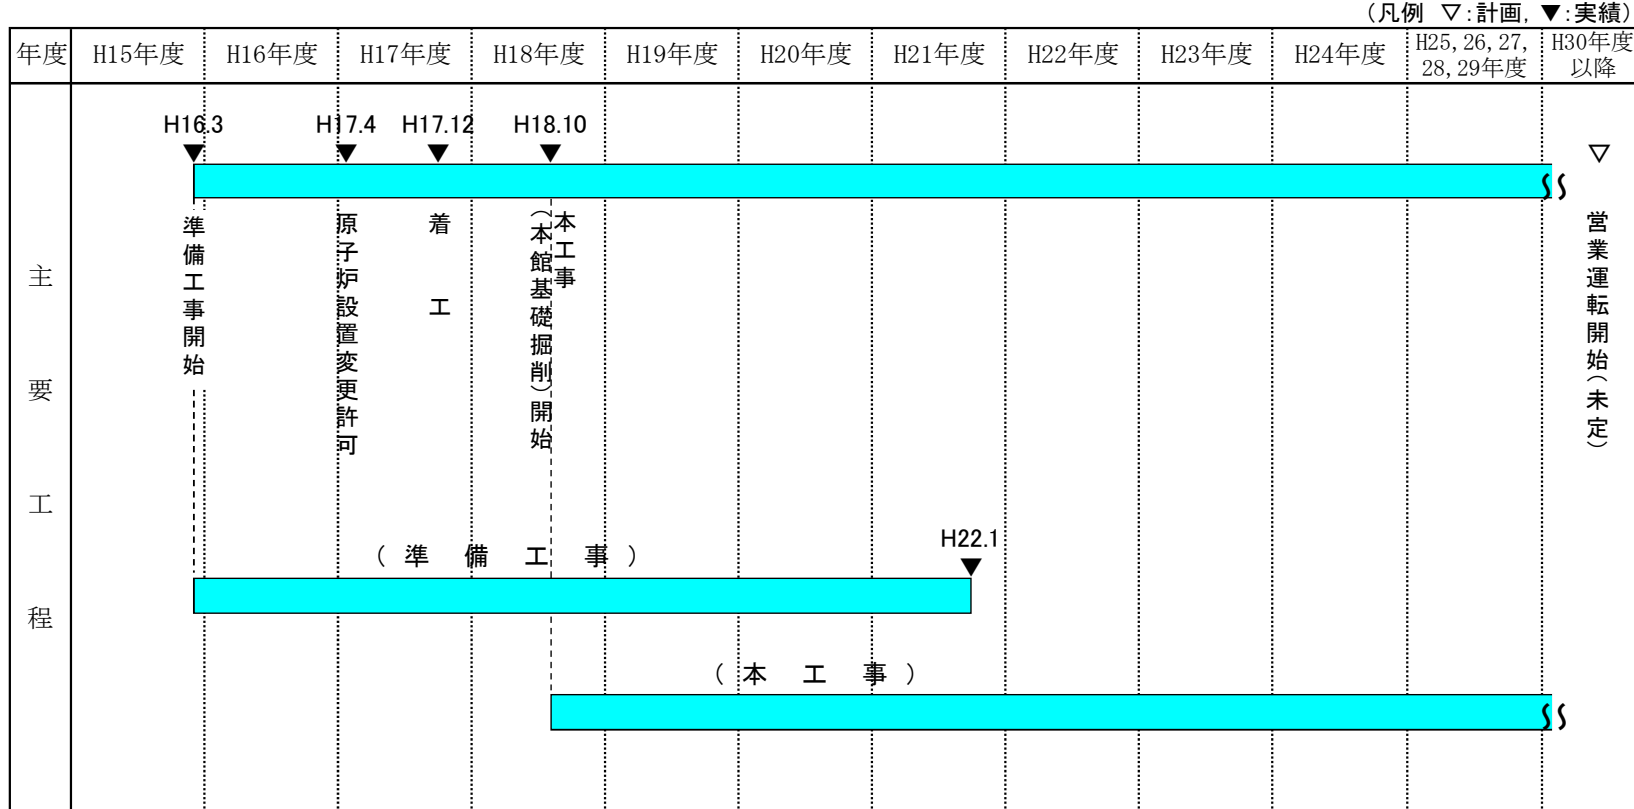 (凡例 ▽:計画, ▼:実績)
年度
H15年度
H16年度
H17年度
H18年度
H19年度
H20年度
H21年度
H22年度
H23年度
H24年度
H25,26,27,
28,29年度
H30年度
以降
主要工程
H16.3
H17.4
H17.12
H18.10
▼
▼
▼
▼
▽
準備工事開始
原子炉設置変更許可
着工
本工事
(本館基礎掘削)開始
営業運転開始(未定)
(準備工事)
H22.1
▼
(本工事)